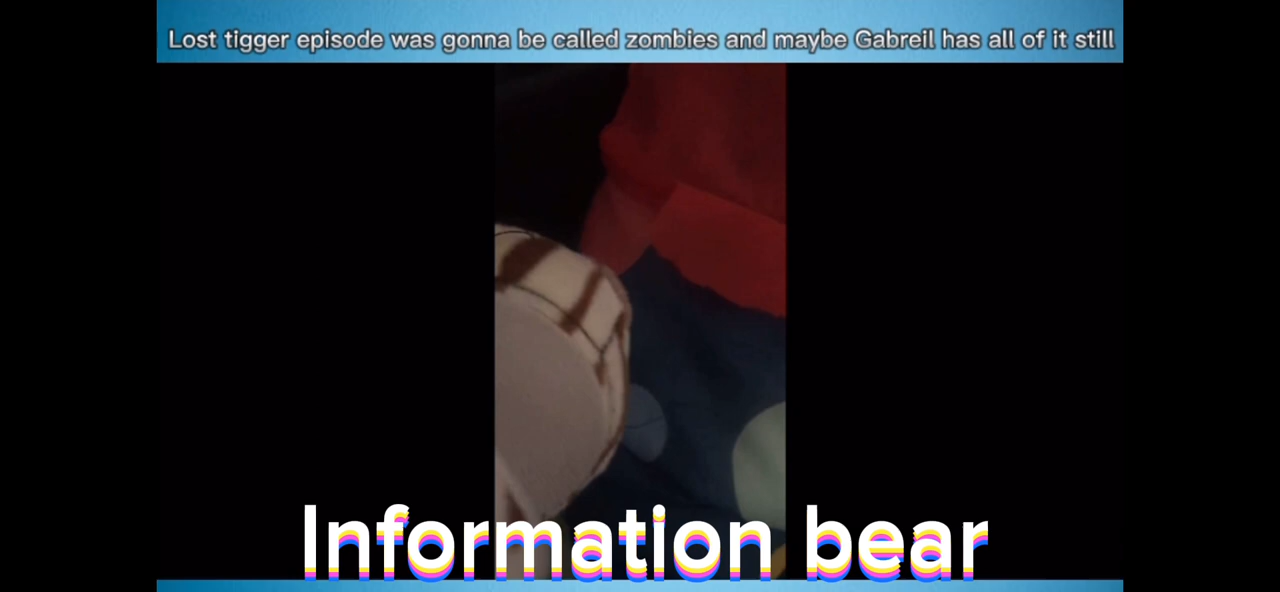 Lost tigger episode was gonna be called zombies and maybe Gabreil has all of it still
Information bear